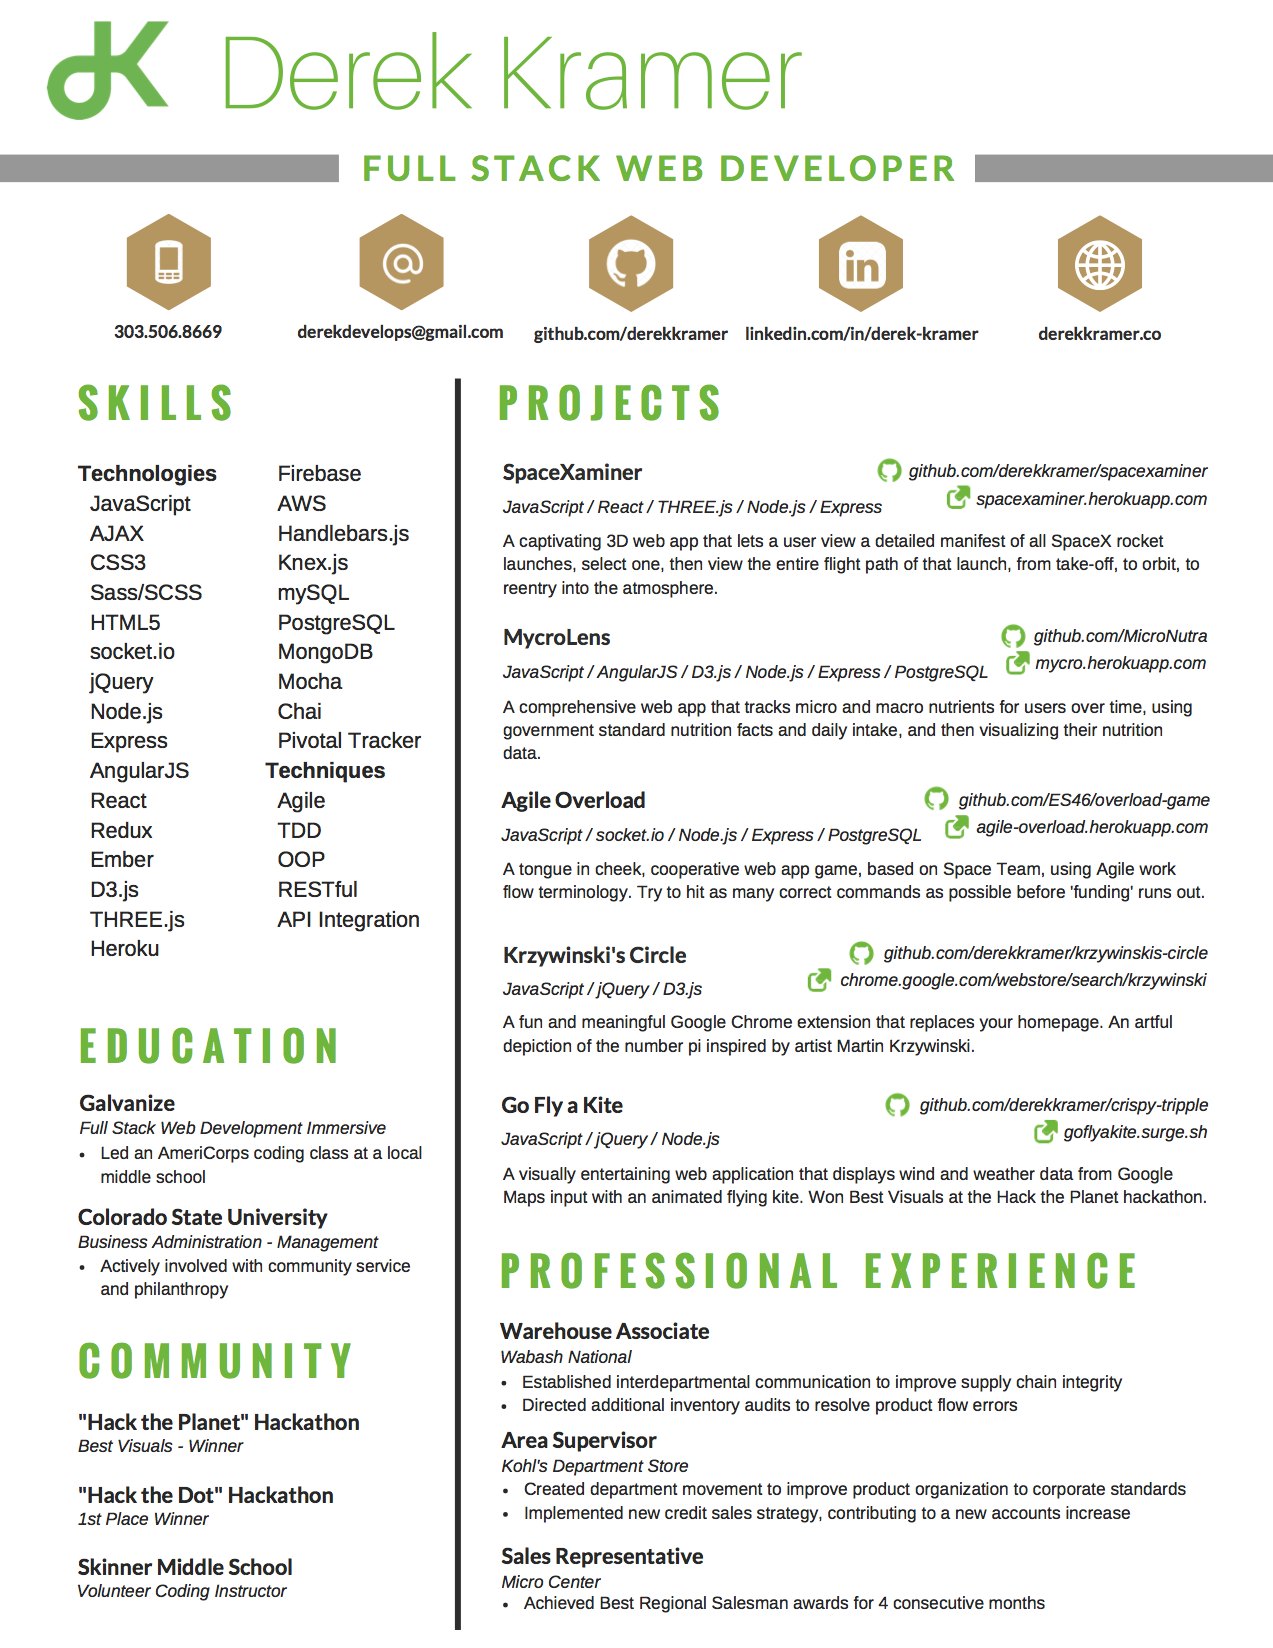 Derek Kramer
FULL STACK WEB DEVELOPER
303.506.8669
derekdevelops@gmail.com
github.com/derekkramer
linkedin.com/in/derek-kramer
derekkramer.co
SKILLS
Technologies
JavaScript
AJAX
CSS3
Sass/SCSS
HTML5
socket.io
jQuery
Node.js
Express
AngularJS
React
Redux
Ember
D3.js
THREE.js
Heroku
Firebase
AWS
Handlebars.js
Knex.js
mySQL
PostgreSQL
MongoDB
Mocha
Chai
Pivotal Tracker
Techniques
Agile
TDD
OOP
RESTful
API Integration
EDUCATION
Galvanize
Full Stack Web Development Immersive
• Led an AmeriCorps coding class at a local
middle school
Colorado State University
Business Administration - Management
• Actively involved with community service
and philanthropy
COMMUNITY
"Hack the Planet" Hackathon
Best Visuals - Winner
"Hack the Dot" Hackathon
1st Place Winner
Skinner Middle School
Volunteer Coding Instructor
PROJECTS
SpaceXaminer
github.com/derekkramer/spacexaminer
JavaScript / React / THREE.js / Node.js / Express
spacexaminer.herokuapp.com
A captivating 3D web app that lets a user view a detailed manifest of all SpaceX rocket
launches, select one, then view the entire flight path of that launch, from take-off, to orbit, to
reentry into the atmosphere.
MycroLens
github.com/MicroNutra
JavaScript / AngularJS / D3.js / Node.js / Express / PostgreSQL
mycro.herokuapp.com
A comprehensive web app that tracks micro and macro nutrients for users over time, using
government standard nutrition facts and daily intake, and then visualizing their nutrition
data.
Agile Overload
github.com/ES46/overload-game
JavaScript / socket.io / Node.js / Express / PostgreSQL
agile-overload.herokuapp.com
A tongue in cheek, cooperative web app game, based on Space Team, using Agile work
flow terminology. Try to hit as many correct commands as possible before 'funding' runs out.
Krzywinski's Circle
github.com/derekkramer/krzywinskis-circle
JavaScript / jQuery / D3.js
chrome.google.com/webstore/search/krzywinski
A fun and meaningful Google Chrome extension that replaces your homepage. An artful
depiction of the number pi inspired by artist Martin Krzywinski.
Go Fly a Kite
github.com/derekkramer/crispy-tripple
JavaScript / jQuery / Node.js
goflyakite.surge.sh
A visually entertaining web application that displays wind and weather data from Google
Maps input with an animated flying kite. Won Best Visuals at the Hack the Planet hackathon.
PROFESSIONAL EXPERIENCE
Warehouse Associate
Wabash National
• Established interdepartmental communication to improve supply chain integrity
• Directed additional inventory audits to resolve product flow errors
Area Supervisor
Kohl's Department Store
• Created department movement to improve product organization to corporate standards
• Implemented new credit sales strategy, contributing to a new accounts increase
Sales Representative
Micro Center
• Achieved Best Regional Salesman awards for 4 consecutive months